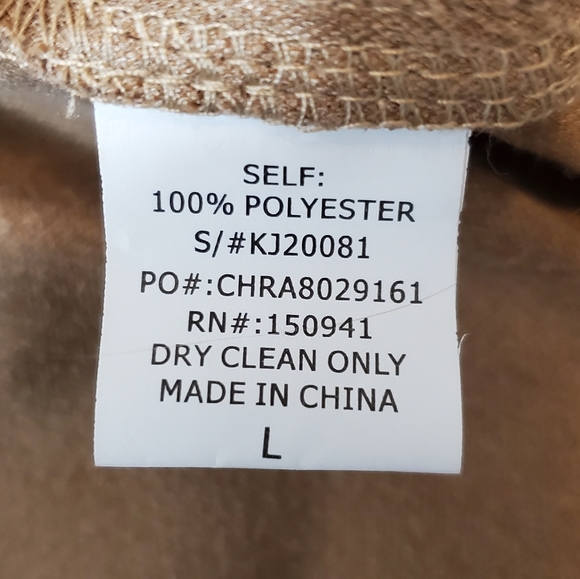 SELF:
100% POLYESTER
S/#KJ20081
PO#:CHRA8029161
RN#:150941
DRY CLEAN ONLY
MADE IN CHINA
L